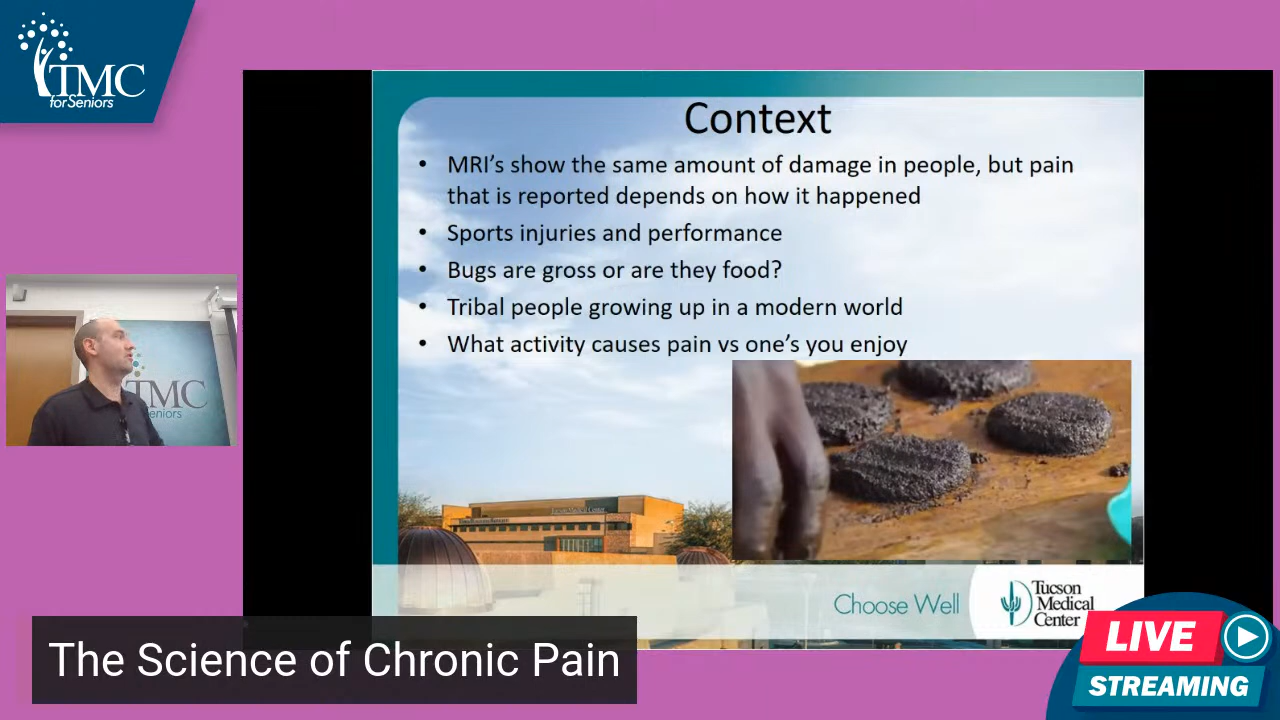 TMC
for Seniors
Context
• MRI's show the same amount of damage in people, but pain
that is reported depends on how it happened
• Sports injuries and performance
• Bugs are gross or are they food?
• Tribal people growing up in a modern world
• What activity causes pain vs one's you enjoy
TMC
Seniors
Choose Well
Tucson
Medical
Center
The Science of Chronic Pain
LIVE
STREAMING